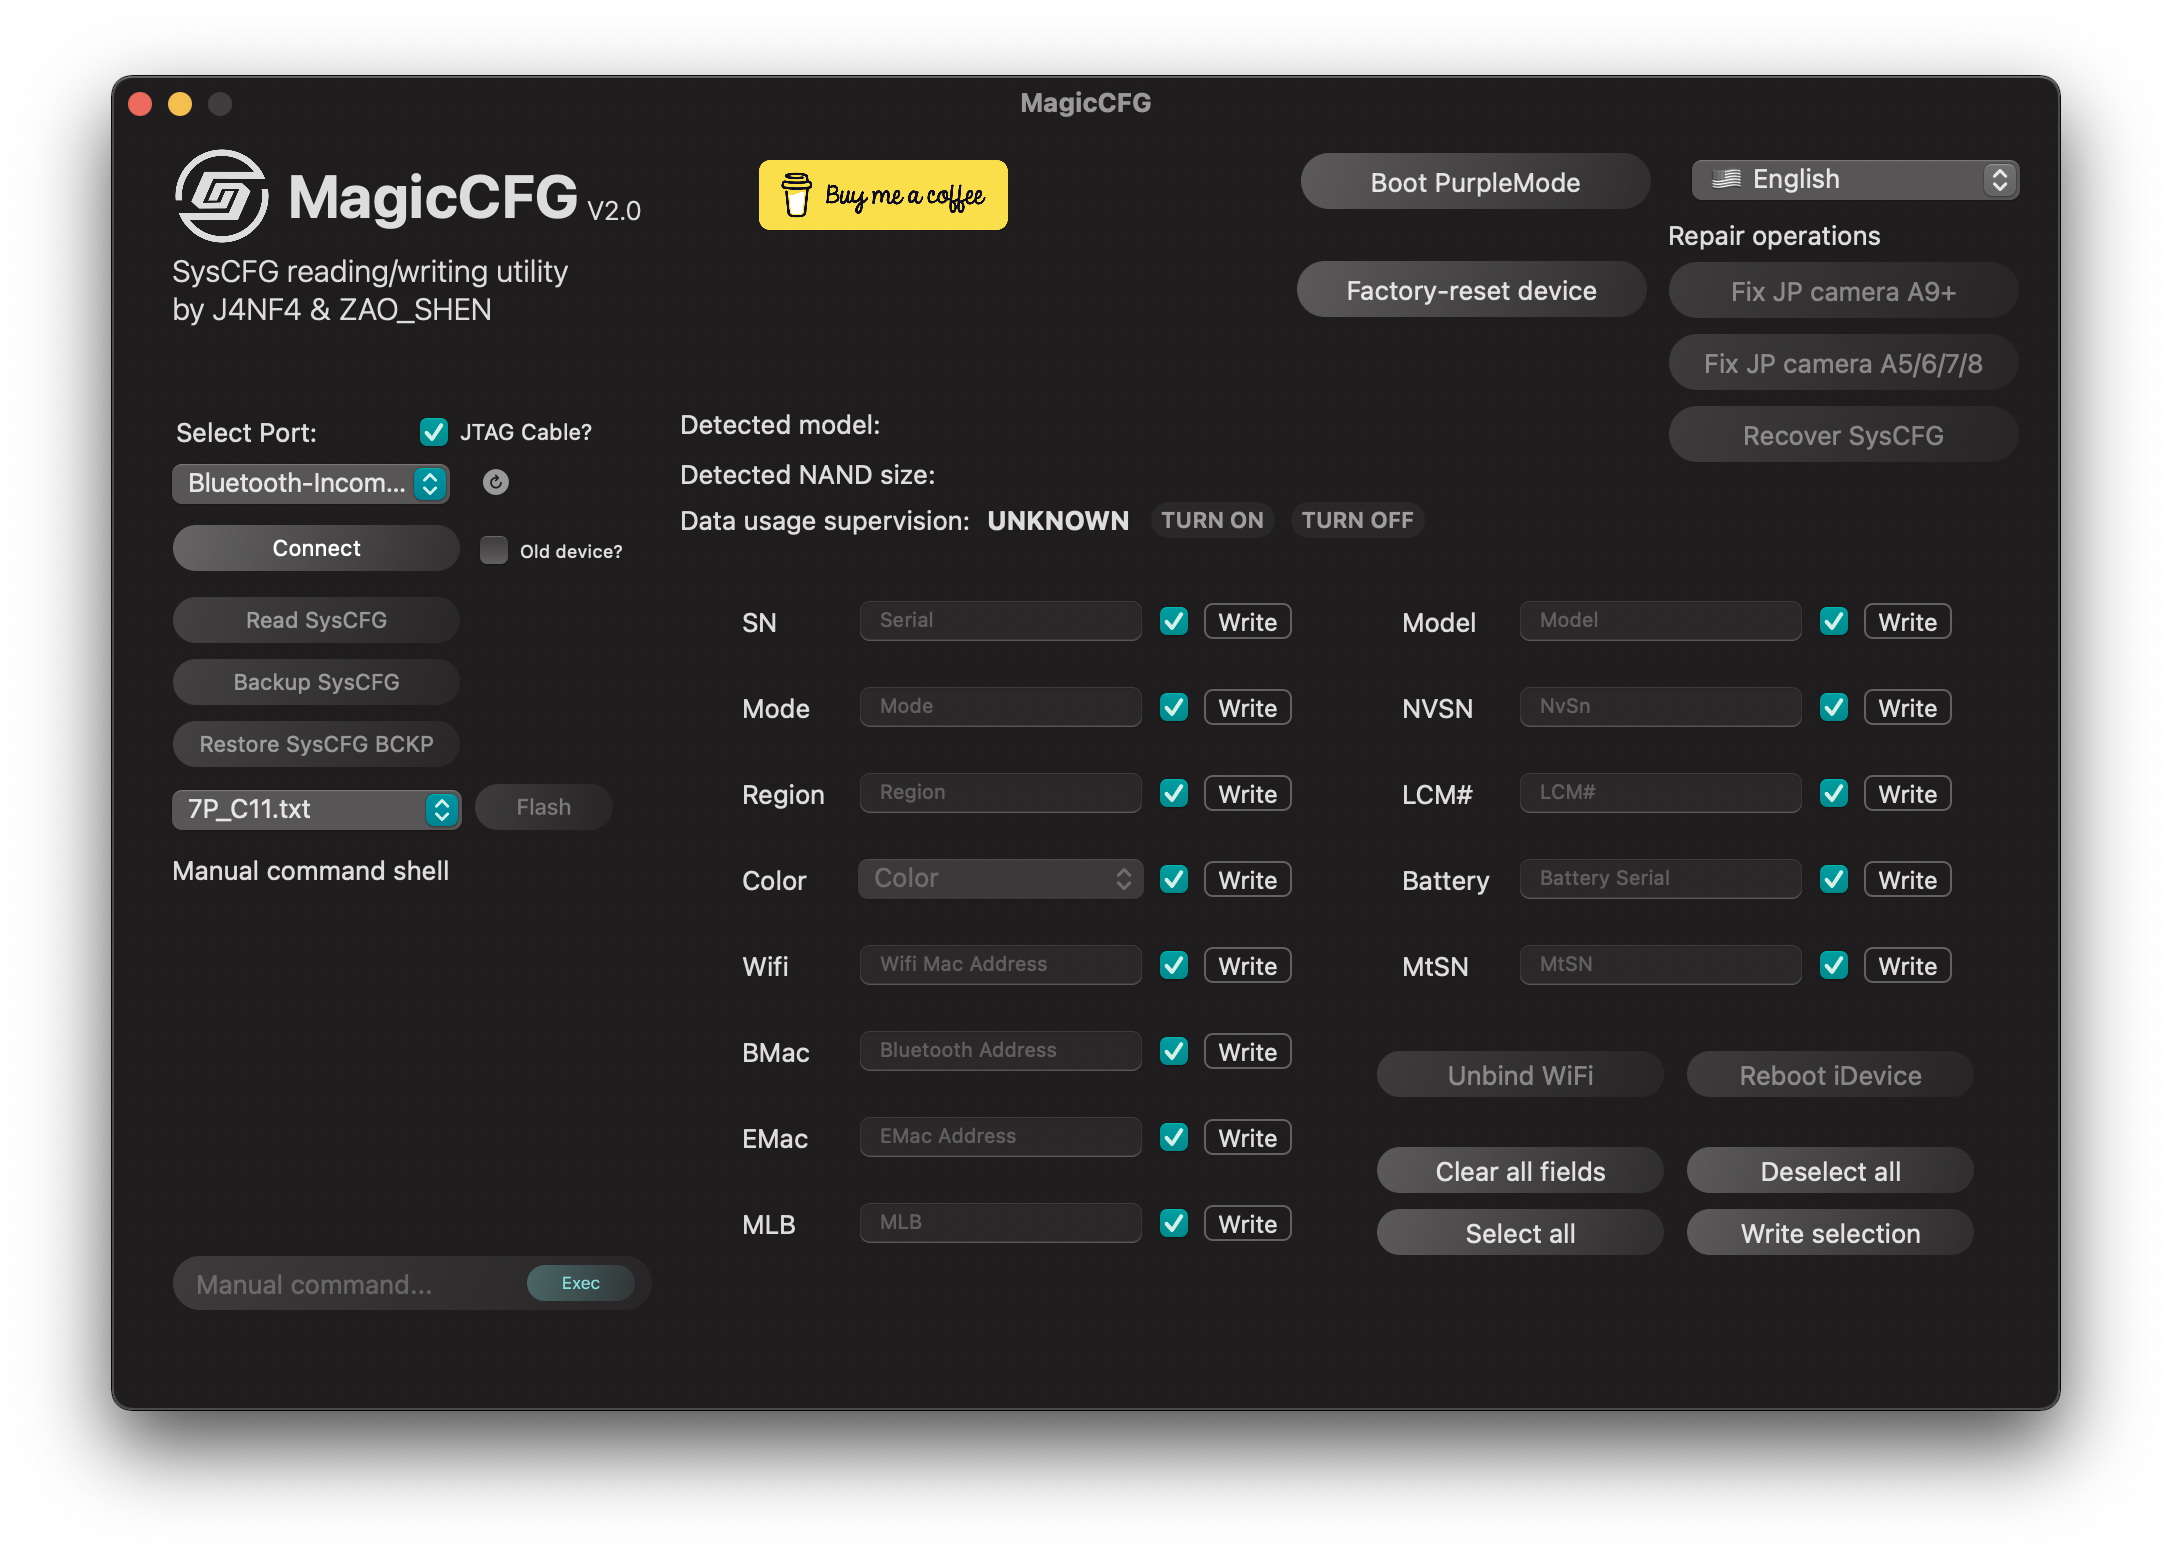 MagicCFG
MagicCFG V2.0
Buy me a coffee
Boot PurpleMode
English
SysCFG reading/writing utility
by J4NF4 & ZAO_SHEN
Factory-reset device
Repair operations
Fix JP camera A9+
Fix JP camera A5/6/7/8
Recover SysCFG
Select Port:
JTAG Cable?
Bluetooth-Incom...
Connect
Old device?
Read SysCFG
Backup SysCFG
Restore SysCFG BCKP
7P_C11.txt
Flash
Manual command shell
Manual command...
Exec
Detected model:
Detected NAND size:
Data usage supervision: UNKNOWN TURN ON TURN OFF
SN Serial Write
Mode Mode Write
Region Region Write
Color Color Write
Wifi Wifi Mac Address Write
BMac Bluetooth Address Write
EMac EMac Address Write
MLB MLB Write
Model Model Write
NVSN NvSn Write
LCM# LCM# Write
Battery Battery Serial Write
MtSN MtSN Write
Unbind WiFi
Reboot iDevice
Clear all fields
Deselect all
Select all
Write selection